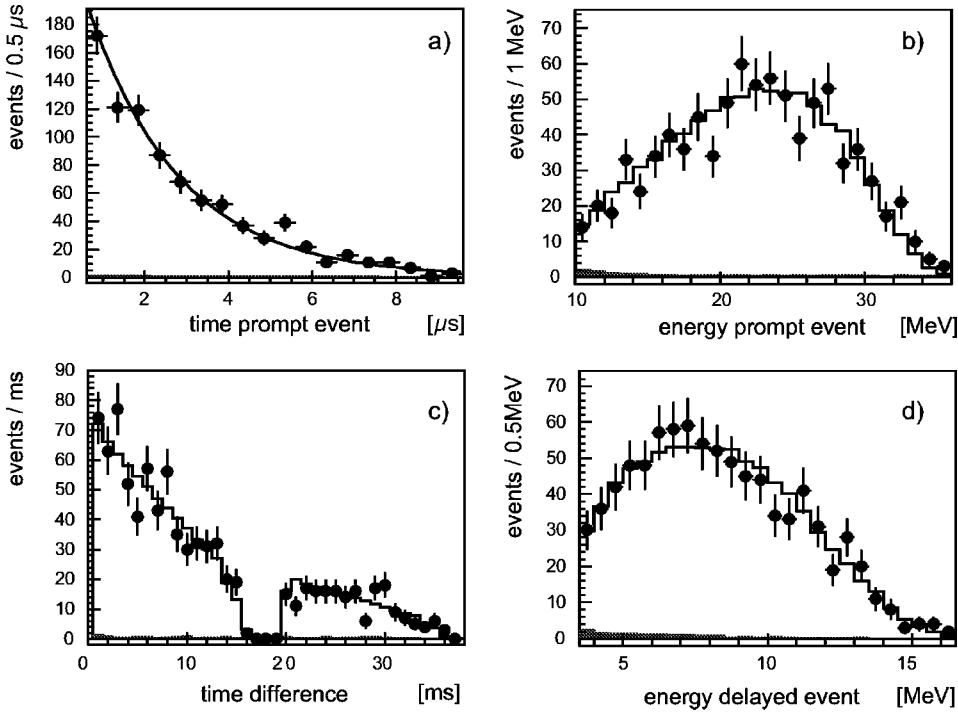 events / 0.5 µs
180
160
140
120
100
80
60
40
20
0
a)
2 4 6 8
time prompt event [µs]
events / 1 MeV
70
60
50
40
30
20
10
0
b)
10 20 30
energy prompt event [MeV]
events / ms
90
80
70
60
50
40
30
20
10
0
c)
0 10 20 30
time difference [ms]
events / 0.5MeV
70
60
50
40
30
20
10
0
d)
5 10 15
energy delayed event [MeV]